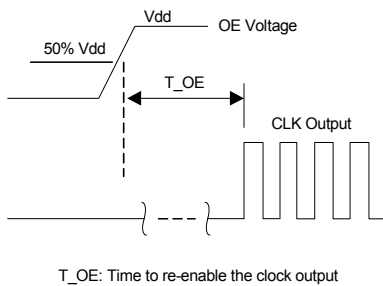 Vdd
OE Voltage
50% Vdd
T_OE
CLK Output
T_OE: Time to re-enable the clock output